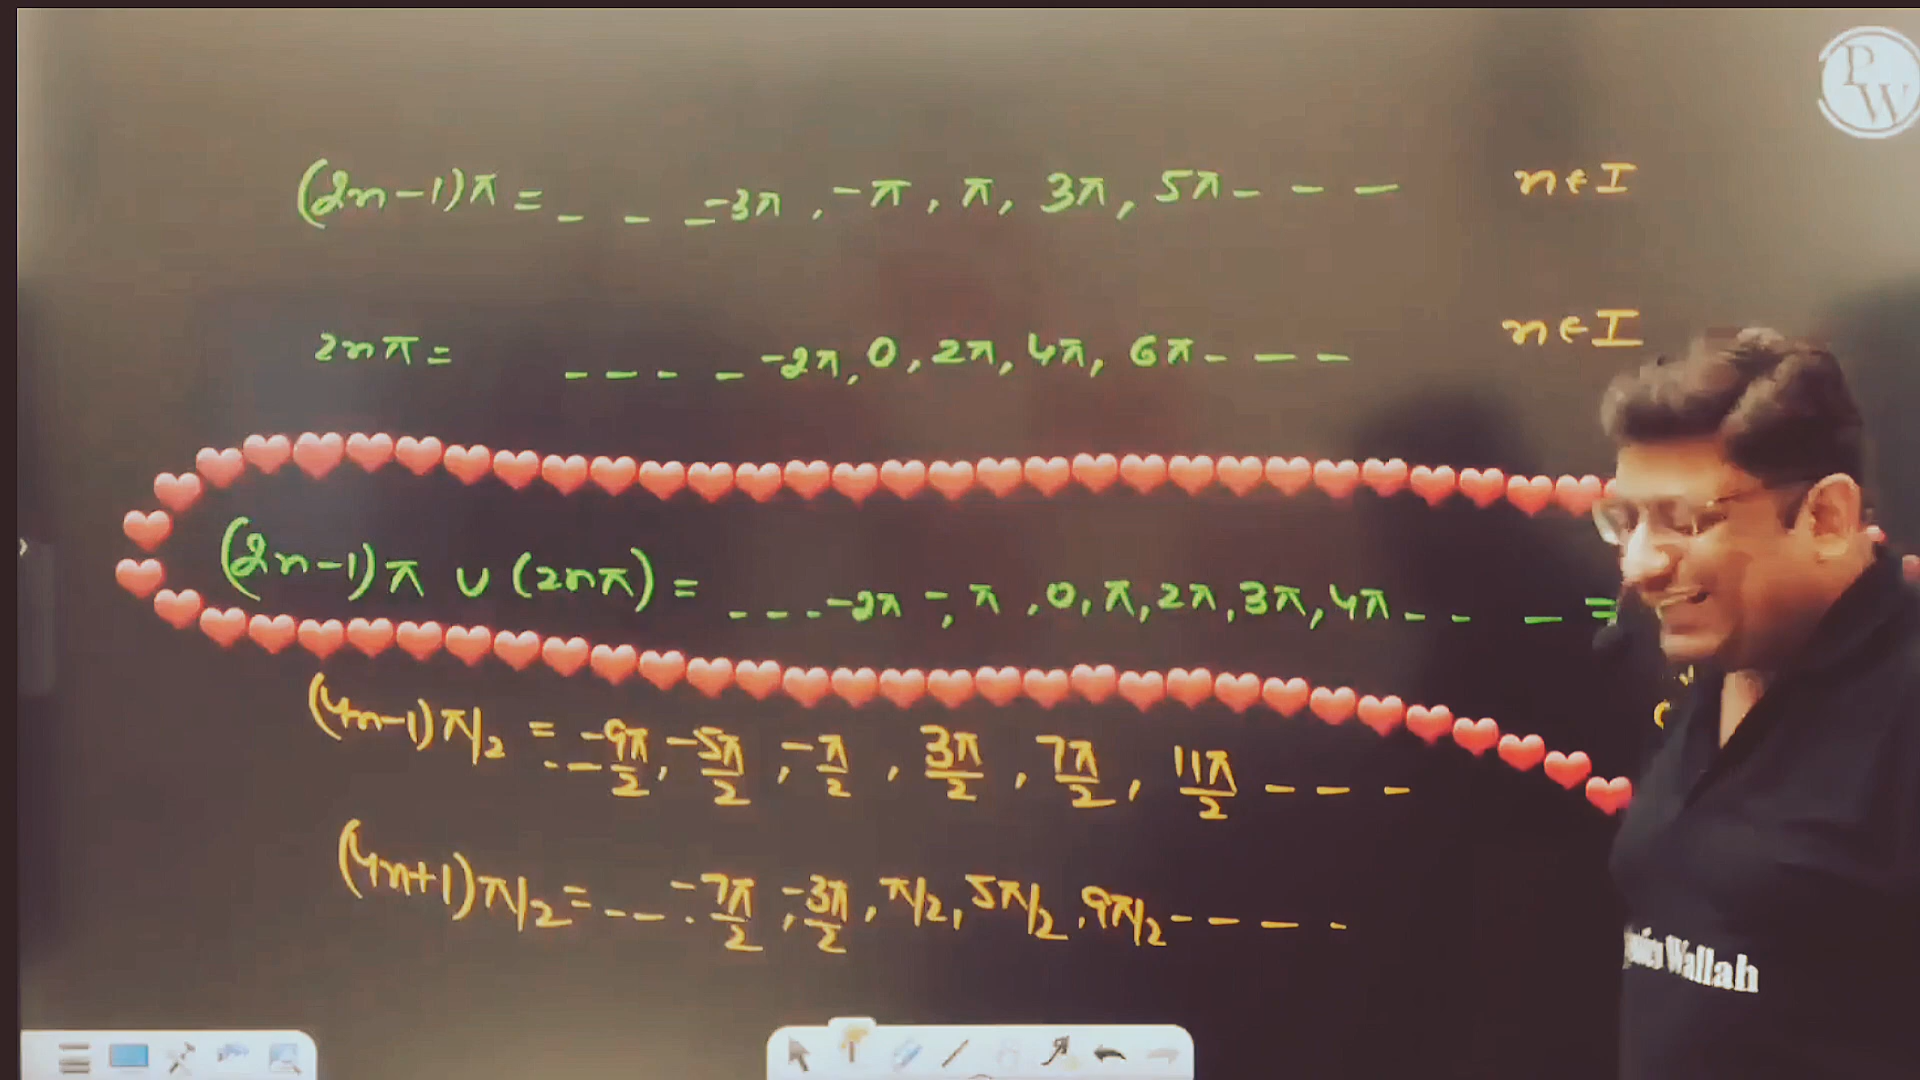 PW
(2n-1)π = - - - -3π, -π, π, 3π, 5π - - - n∈I
2nπ = - - - - -2π, 0, 2π, 4π, 6π - - - n∈I
(2n-1)π ∪ (2nπ) = - - - -2π -, π, 0, π, 2π, 3π, 4π - - - =
(4n-1)π/2 = - - -9π/2, -5π/2, -π/2, 3π/2, 7π/2, 11π/2 - - -
(4n+1)π/2 = - - - -7π/2, -3π/2, π/2, 5π/2, 9π/2 - - - -
Wallah